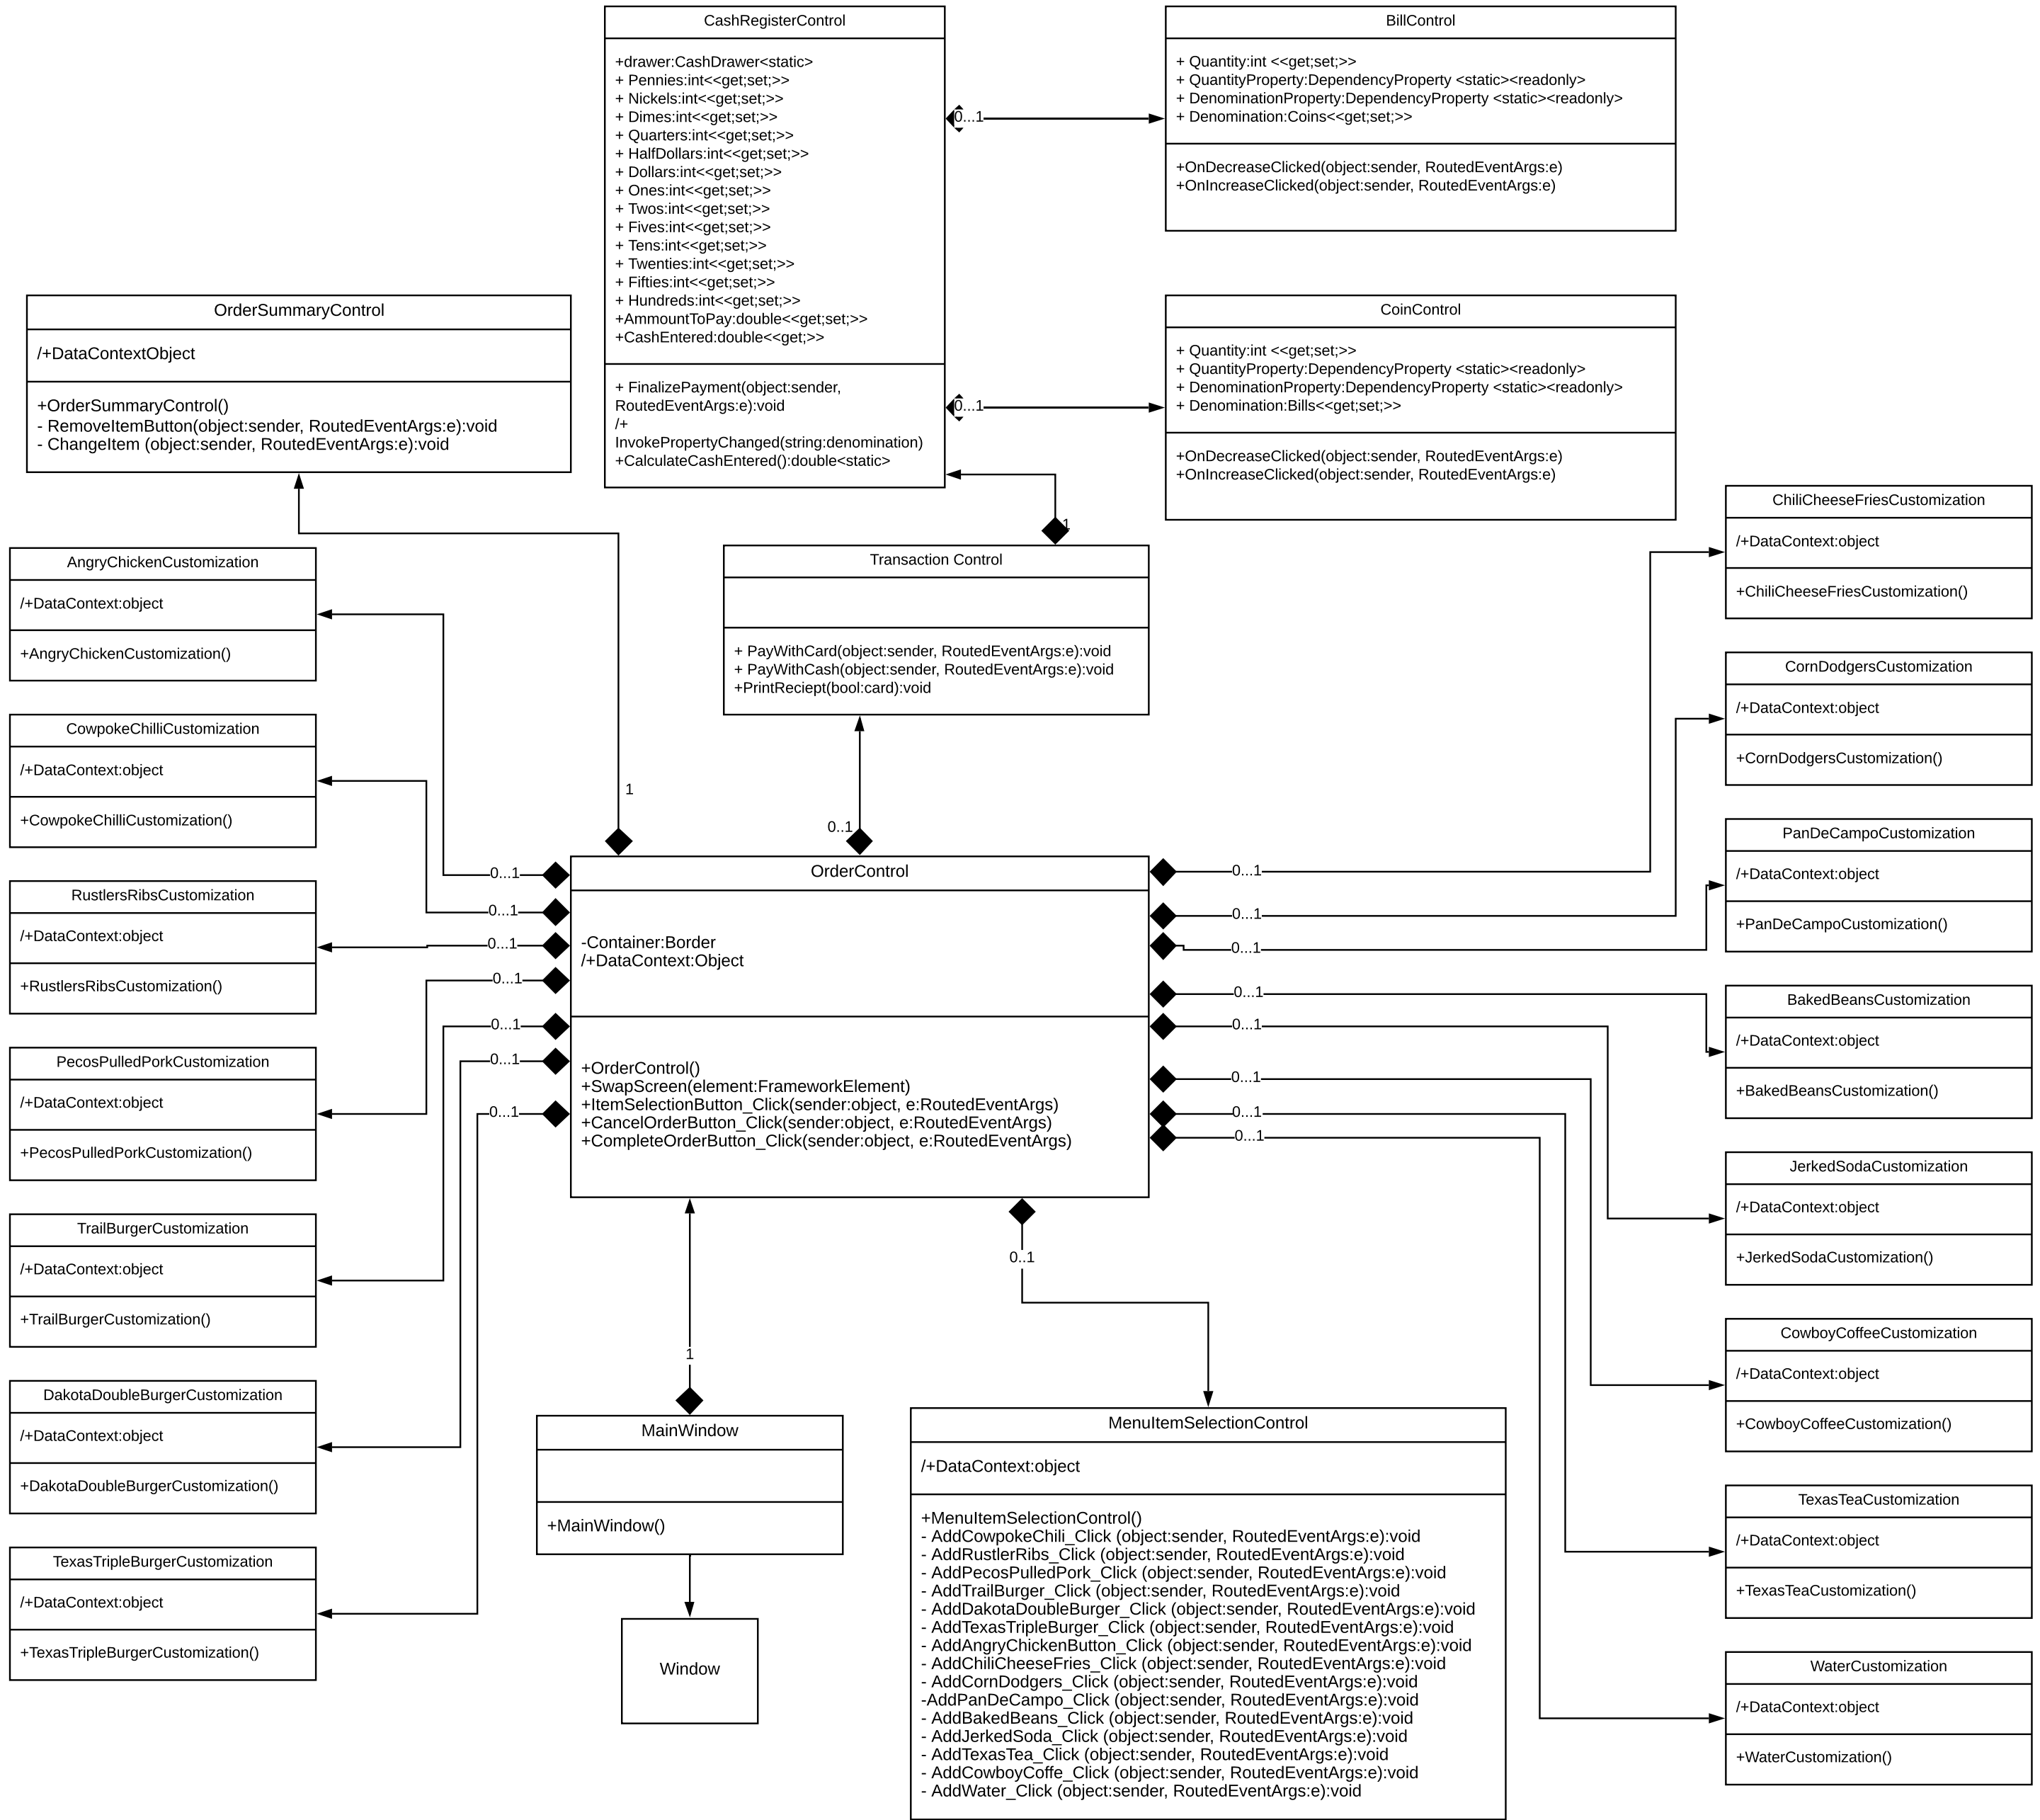 CashRegisterControl
+drawer:CashDrawer<static>
+ Pennies:int<<get;set;>>
+ Nickels:int<<get;set;>>
+ Dimes:int<<get;set;>>
+ Quarters:int<<get;set;>>
+ HalfDollars:int<<get;set;>>
+ Dollars:int<<get;set;>>
+ Ones:int<<get;set;>>
+ Twos:int<<get;set;>>
+ Fives:int<<get;set;>>
+ Tens:int<<get;set;>>
+ Twenties:int<<get;set;>>
+ Fifties:int<<get;set;>>
+ Hundreds:int<<get;set;>>
+AmmountToPay:double<<get;set;>>
+CashEntered:double<<get;>>
+ FinalizePayment(object:sender,
RoutedEventArgs:e):void
/+
InvokePropertyChanged(string:denomination)
+CalculateCashEntered():double<static>
0...1
0...1
BillControl
+ Quantity:int <<get;set;>>
+ QuantityProperty:DependencyProperty <static><readonly>
+ DenominationProperty:DependencyProperty <static><readonly>
+ Denomination:Coins<<get;set;>>
+OnDecreaseClicked(object:sender, RoutedEventArgs:e)
+OnIncreaseClicked(object:sender, RoutedEventArgs:e)
CoinControl
+ Quantity:int <<get;set;>>
+ QuantityProperty:DependencyProperty <static><readonly>
+ DenominationProperty:DependencyProperty <static><readonly>
+ Denomination:Bills<<get;set;>>
+OnDecreaseClicked(object:sender, RoutedEventArgs:e)
+OnIncreaseClicked(object:sender, RoutedEventArgs:e)
OrderSummaryControl
/+DataContextObject
+OrderSummaryControl()
- RemoveItemButton(object:sender, RoutedEventArgs:e):void
- ChangeItem (object:sender, RoutedEventArgs:e):void
1
Transaction Control
+ PayWithCard(object:sender, RoutedEventArgs:e):void
+ PayWithCash(object:sender, RoutedEventArgs:e):void
+PrintReciept(bool:card):void
1
0..1
AngryChickenCustomization
/+DataContext:object
+AngryChickenCustomization()
CowpokeChilliCustomization
/+DataContext:object
+CowpokeChilliCustomization()
RustlersRibsCustomization
/+DataContext:object
+RustlersRibsCustomization()
PecosPulledPorkCustomization
/+DataContext:object
+PecosPulledPorkCustomization()
TrailBurgerCustomization
/+DataContext:object
+TrailBurgerCustomization()
DakotaDoubleBurgerCustomization
/+DataContext:object
+DakotaDoubleBurgerCustomization()
TexasTripleBurgerCustomization
/+DataContext:object
+TexasTripleBurgerCustomization()
0...1
0...1
0...1
0...1
0...1
0...1
0...1
OrderControl
-Container:Border
/+DataContext:Object
+OrderControl()
+SwapScreen(element:FrameworkElement)
+ItemSelectionButton_Click(sender:object, e:RoutedEventArgs)
+CancelOrderButton_Click(sender:object, e:RoutedEventArgs)
+CompleteOrderButton_Click(sender:object, e:RoutedEventArgs)
0...1
0...1
0...1
0...1
0...1
0...1
0...1
0...1
1
0..1
MainWindow
+MainWindow()
Window
MenuItemSelectionControl
/+DataContext:object
+MenuItemSelectionControl()
- AddCowpokeChili_Click (object:sender, RoutedEventArgs:e):void
- AddRustlerRibs_Click (object:sender, RoutedEventArgs:e):void
- AddPecosPulledPork_Click (object:sender, RoutedEventArgs:e):void
- AddTrailBurger_Click (object:sender, RoutedEventArgs:e):void
- AddDakotaDoubleBurger_Click (object:sender, RoutedEventArgs:e):void
- AddTexasTripleBurger_Click (object:sender, RoutedEventArgs:e):void
- AddAngryChickenButton_Click (object:sender, RoutedEventArgs:e):void
- AddChiliCheeseFries_Click (object:sender, RoutedEventArgs:e):void
- AddCornDodgers_Click (object:sender, RoutedEventArgs:e):void
-AddPanDeCampo_Click (object:sender, RoutedEventArgs:e):void
- AddBakedBeans_Click (object:sender, RoutedEventArgs:e):void
- AddJerkedSoda_Click (object:sender, RoutedEventArgs:e):void
- AddTexasTea_Click (object:sender, RoutedEventArgs:e):void
- AddCowboyCoffe_Click (object:sender, RoutedEventArgs:e):void
- AddWater_Click (object:sender, RoutedEventArgs:e):void
ChiliCheeseFriesCustomization
/+DataContext:object
+ChiliCheeseFriesCustomization()
CornDodgersCustomization
/+DataContext:object
+CornDodgersCustomization()
PanDeCampoCustomization
/+DataContext:object
+PanDeCampoCustomization()
BakedBeansCustomization
/+DataContext:object
+BakedBeansCustomization()
JerkedSodaCustomization
/+DataContext:object
+JerkedSodaCustomization()
CowboyCoffeeCustomization
/+DataContext:object
+CowboyCoffeeCustomization()
TexasTeaCustomization
/+DataContext:object
+TexasTeaCustomization()
WaterCustomization
/+DataContext:object
+WaterCustomization()